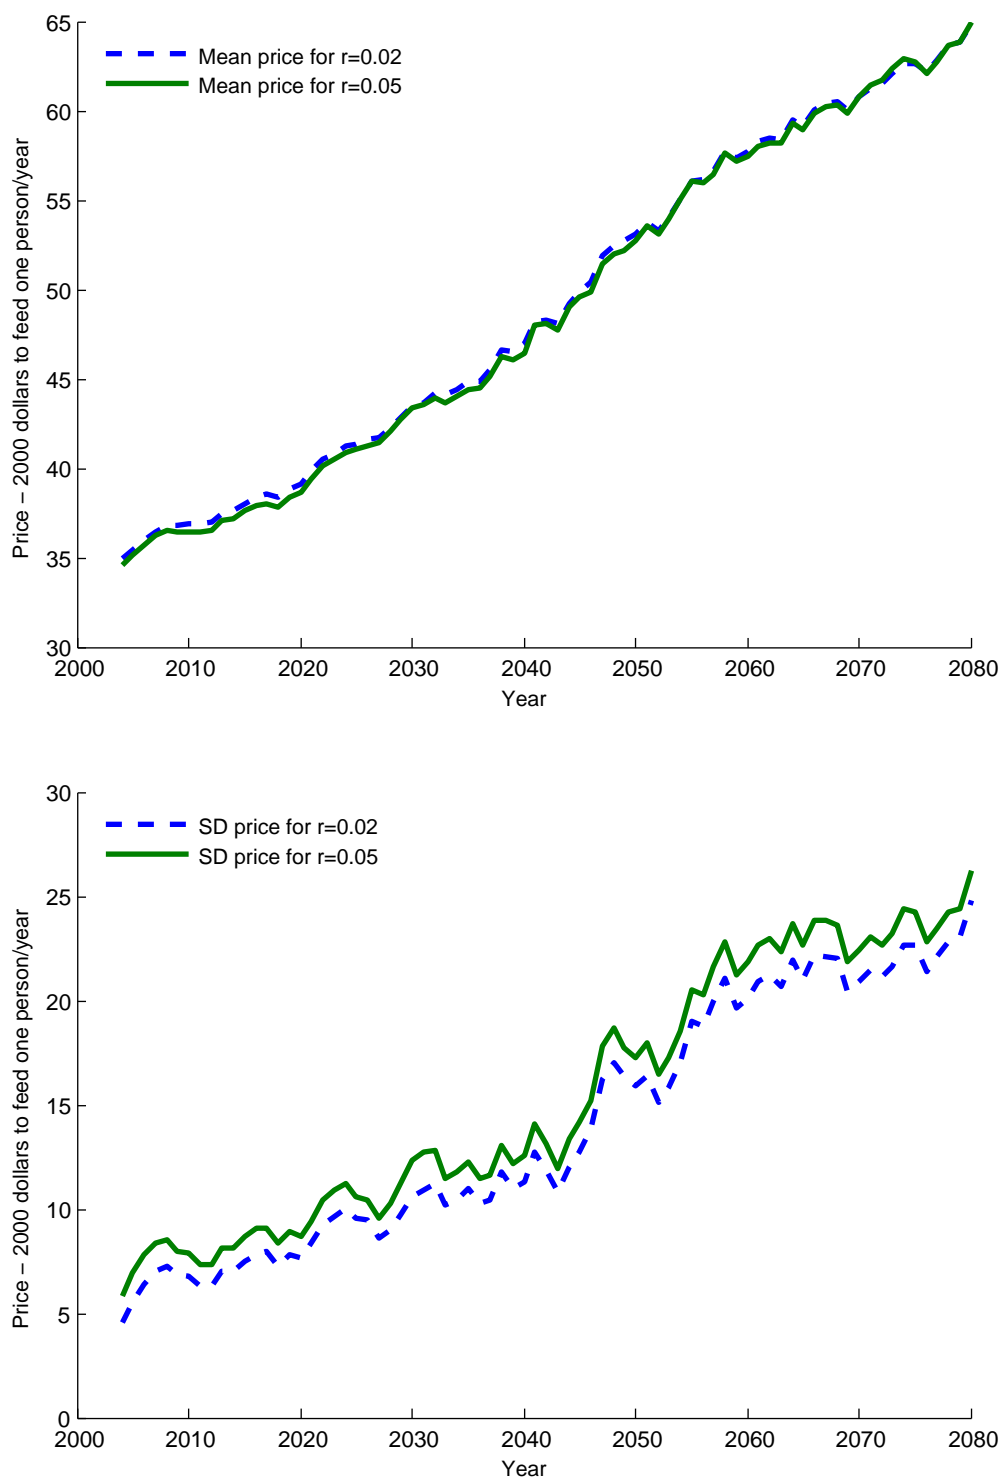 65
60
55
50
45
40
35
30
Price – 2000 dollars to feed one person/year
Mean price for r=0.02
Mean price for r=0.05
2000 2010 2020 2030 2040 2050 2060 2070 2080
Year
30
25
20
15
10
5
0
Price – 2000 dollars to feed one person/year
SD price for r=0.02
SD price for r=0.05
2000 2010 2020 2030 2040 2050 2060 2070 2080
Year